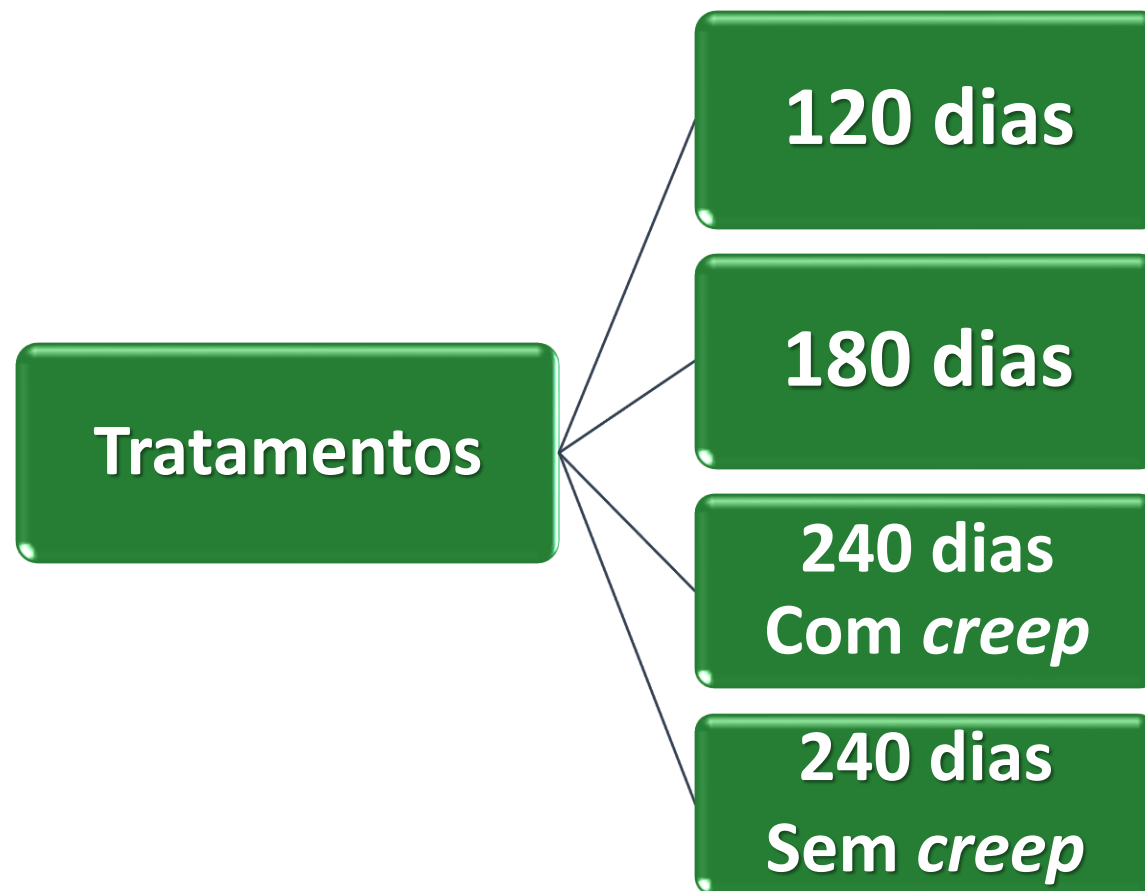 Tratamentos
120 dias
180 dias
240 dias
Com creep
240 dias
Sem creep